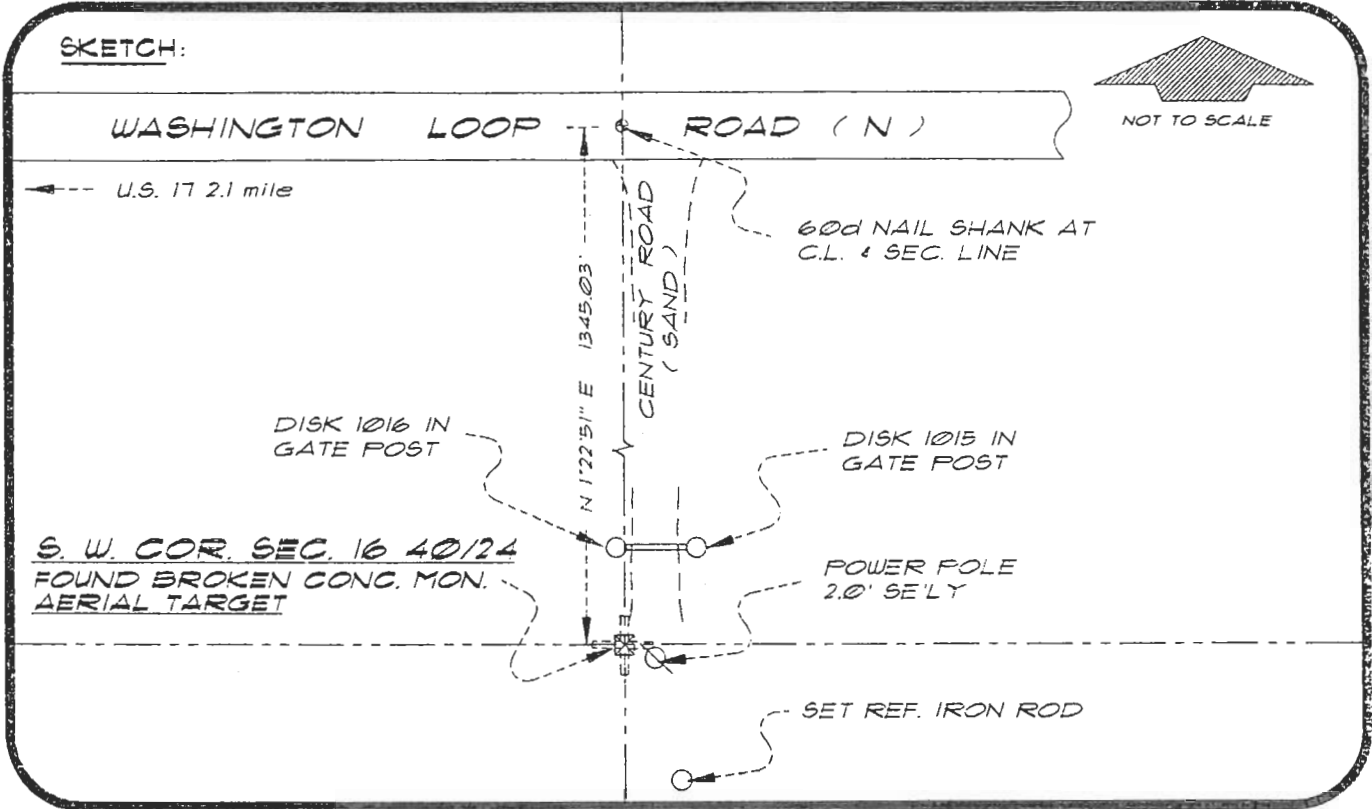 SKETCH:
NOT TO SCALE
WASHINGTON LOOP ROAD ( N )
U.S. 17 2.1 mile
60d NAIL SHANK AT
C.L. & SEC. LINE
N 1°22'51" E 1345.03'
CENTURY ROAD
( SAND )
DISK 1016 IN
GATE POST
DISK 1015 IN
GATE POST
S. W. COR. SEC. 16 40/24
FOUND BROKEN CONC. MON.
AERIAL TARGET
POWER POLE
2.0' SE'LY
SET REF. IRON ROD